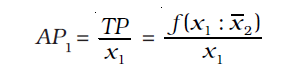 AP₁ = TP / x₁ = f(x₁ : x̅₂) / x₁